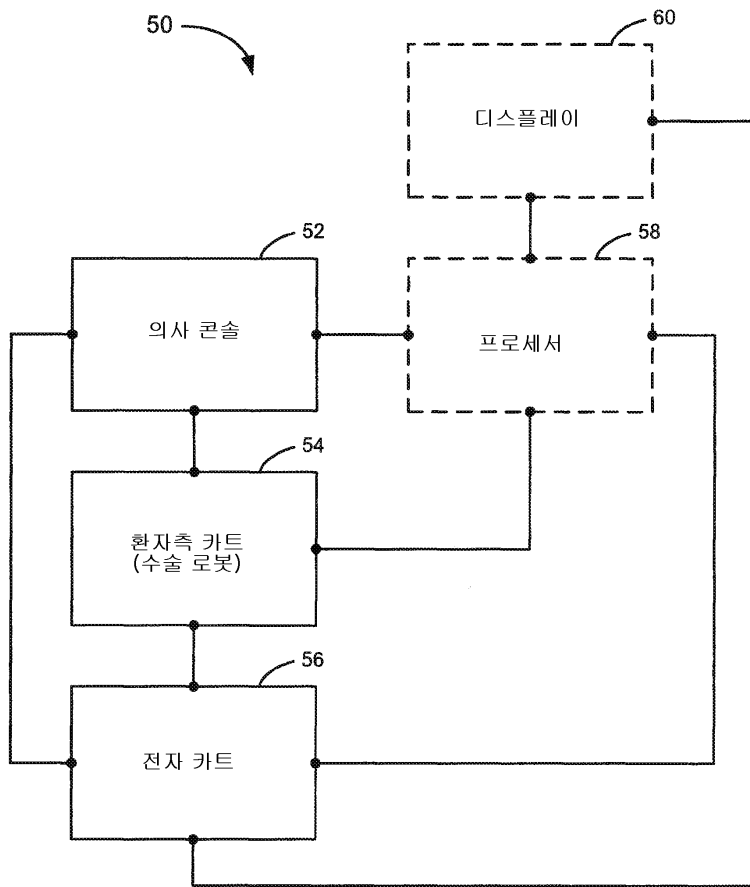 50
60
디스플레이
52
58
의사 콘솔
프로세서
54
환자측 카트
(수술 로봇)
56
전자 카트